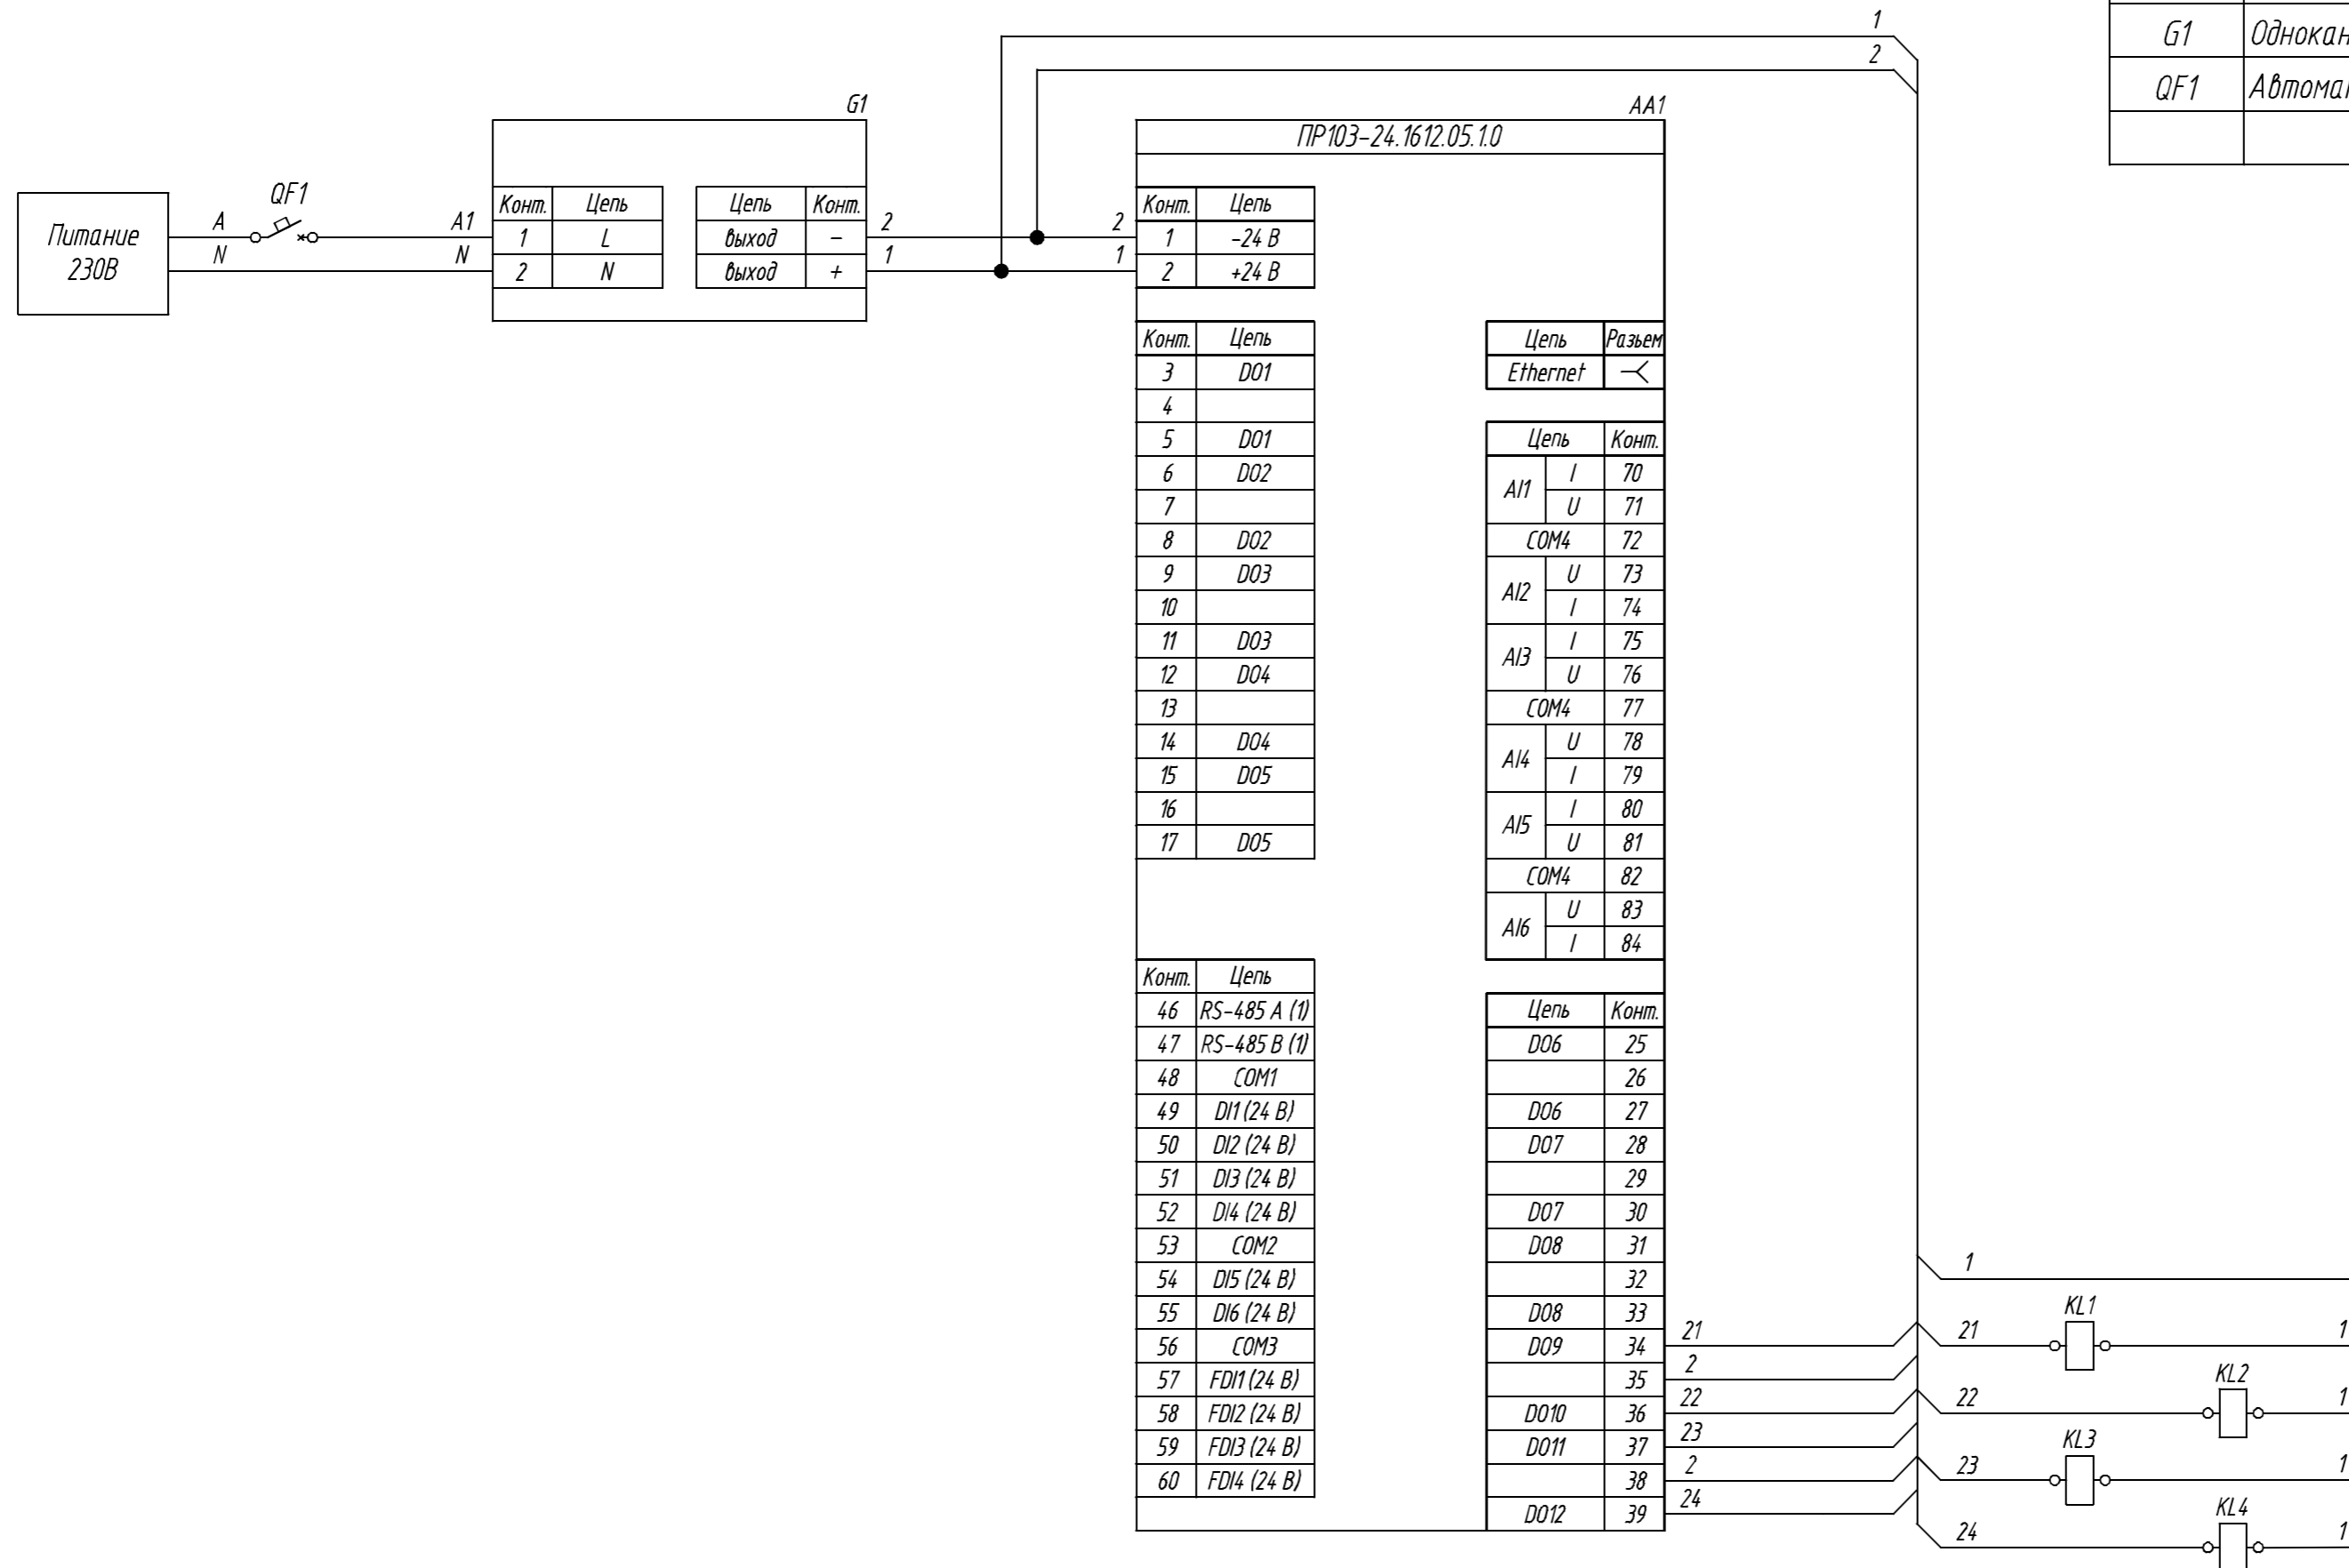 1
2
G1 Однокан
QF1 Автома
G1
AA1
ПР103-24.1612.05.1.0
Питание
230В
QF1
A
N
A1
N
Конт. Цепь
1 L
2 N
Цепь Конт.
выход -
выход +
2
1
2
1
Конт. Цепь
1 -24 В
2 +24 В
Конт. Цепь
3 DO1
4
5 DO1
6 DO2
7
8 DO2
9 DO3
10
11 DO3
12 DO4
13
14 DO4
15 DO5
16
17 DO5
Конт. Цепь
46 RS-485 A (1)
47 RS-485 B (1)
48 COM1
49 DI1 (24 В)
50 DI2 (24 В)
51 DI3 (24 В)
52 DI4 (24 В)
53 COM2
54 DI5 (24 В)
55 DI6 (24 В)
56 COM3
57 FDI1 (24 В)
58 FDI2 (24 В)
59 FDI3 (24 В)
60 FDI4 (24 В)
Цепь Разьем
Ethernet
Цепь Конт.
AI1 I 70
U 71
COM4 72
AI2 U 73
I 74
AI3 I 75
U 76
COM4 77
AI4 U 78
I 79
AI5 I 80
U 81
COM4 82
AI6 U 83
I 84
Цепь Конт.
DO6 25
26
DO6 27
DO7 28
29
DO7 30
DO8 31
32
DO8 33
DO9 34
35
DO10 36
DO11 37
38
DO12 39
21
2
22
23
2
24
1
21 KL1 1
22 KL2 1
23 KL3 1
24 KL4 1